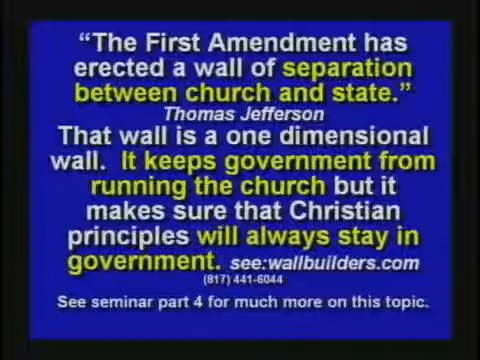 “The First Amendment has
erected a wall of separation
between church and state.”
Thomas Jefferson
That wall is a one dimensional
wall. It keeps government from
running the church but it
makes sure that Christian
principles will always stay in
government. see:wallbuilders.com
(817) 441-6044
See seminar part 4 for much more on this topic.